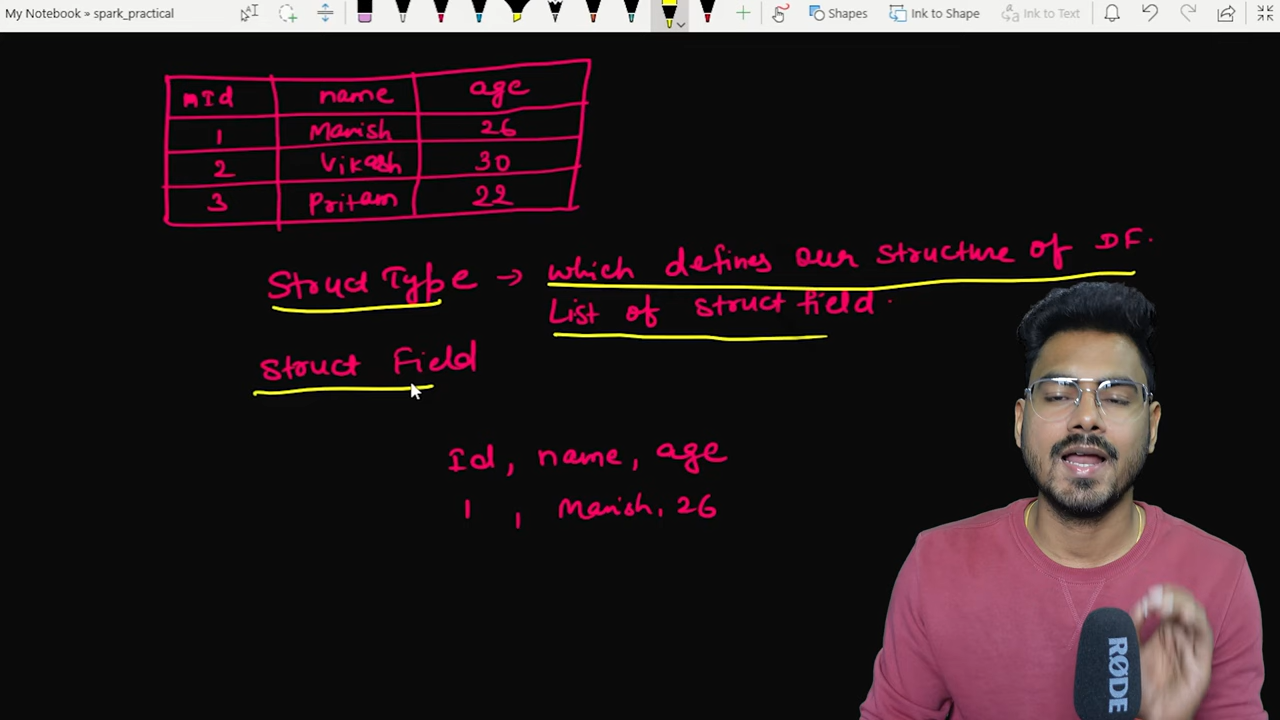 My Notebook » spark_practical
Shapes
Ink to Shape
Ink to Text
mId name age
1 Manish 26
2 Vikash 30
3 Pritam 22
Struct Type → which defines our structure of DF.
List of struct field.
Struct Field
Id, name, age
1 , Manish, 26
RØDE